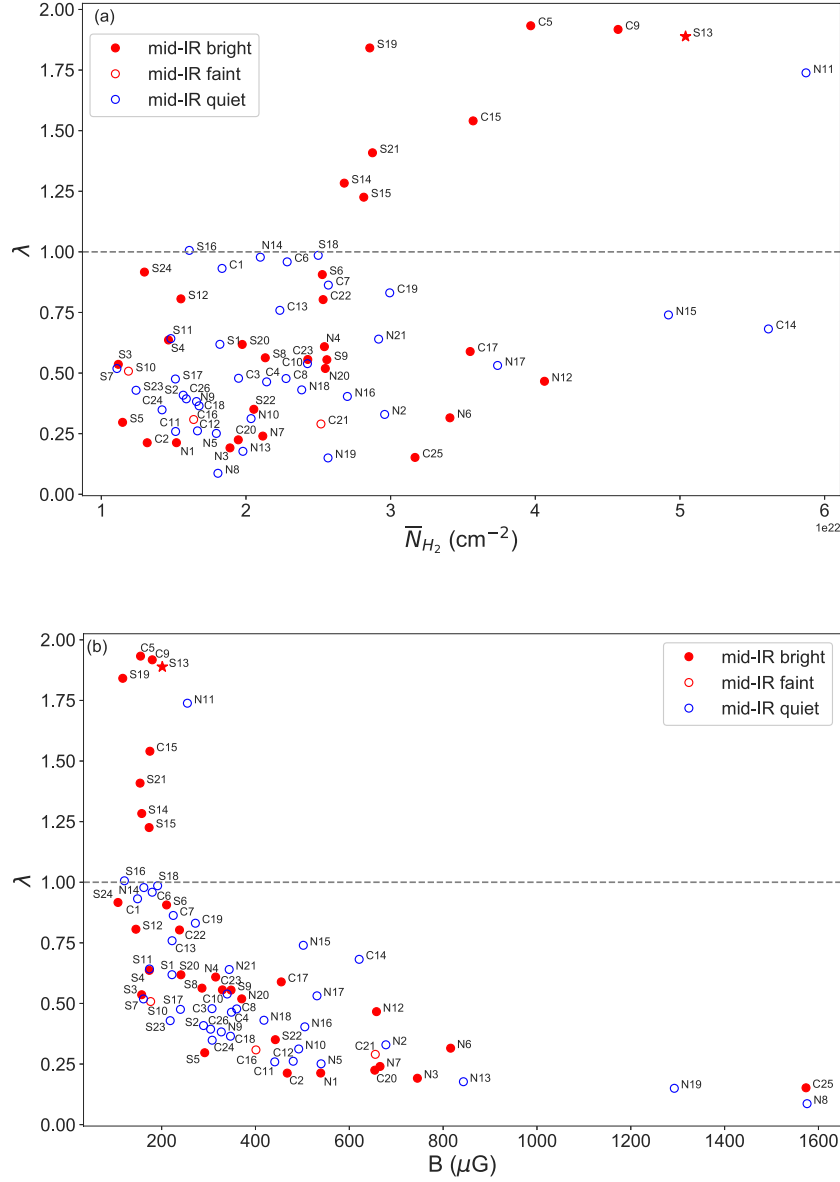 2.00
(a)
mid-IR bright
mid-IR faint
mid-IR quiet
C5
C9
S13
S19
N11
1.75
C15
1.50
S21
S14
S15
1.25
S16
N14
S18
1.00
C1
C6
S24
S6
C7
C19
S12
C22
0.75
C13
N15
C14
λ
S11
S4
S1
S20
N4
N21
S3
S8
C23
S9
C17
S7
S10
C10
N20
N17
0.50
S23
S17
C3
C4
C8
N12
S2
C26
N9
N18
C24
C18
N16
S5
C16
S22
N2
C11
C12
N10
C21
N6
0.25
C2
N1
N5
C20
N7
N3
N13
N19
C25
N8
0.00
1
2
3
4
5
6
1e22
N̅H2 (cm−2)
2.00
(b)
C5
C9
S13
mid-IR bright
mid-IR faint
mid-IR quiet
S19
N11
1.75
C15
1.50
S21
S14
S15
1.25
S16
S18
1.00
S24
N14
C6
C1
S6
C7
C19
S12
C22
C13
0.75
N15
C14
λ
S11
S1
S20
N4
N21
S4
S8
C23
S9
C17
S3
C10
N20
N17
0.50
S7
S10
S17
C3
C8
N12
S23
S2
C26
C4
N18
N9
N16
C24
C18
S22
N2
S5
C16
N10
C21
N6
0.25
C11
C12
N5
N7
C2
N1
C20
N3
N13
N19
C25
N8
0.00
200
400
600
800
1000
1200
1400
1600
B (μG)